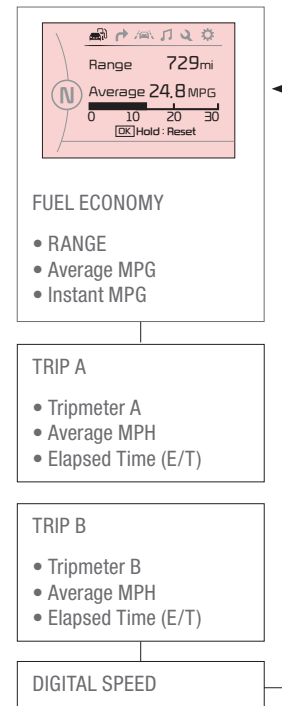 Range 729mi
N
Average 24.8 MPG
0 10 20 30
OK Hold : Reset
FUEL ECONOMY
• RANGE
• Average MPG
• Instant MPG
TRIP A
• Tripmeter A
• Average MPH
• Elapsed Time (E/T)
TRIP B
• Tripmeter B
• Average MPH
• Elapsed Time (E/T)
DIGITAL SPEED